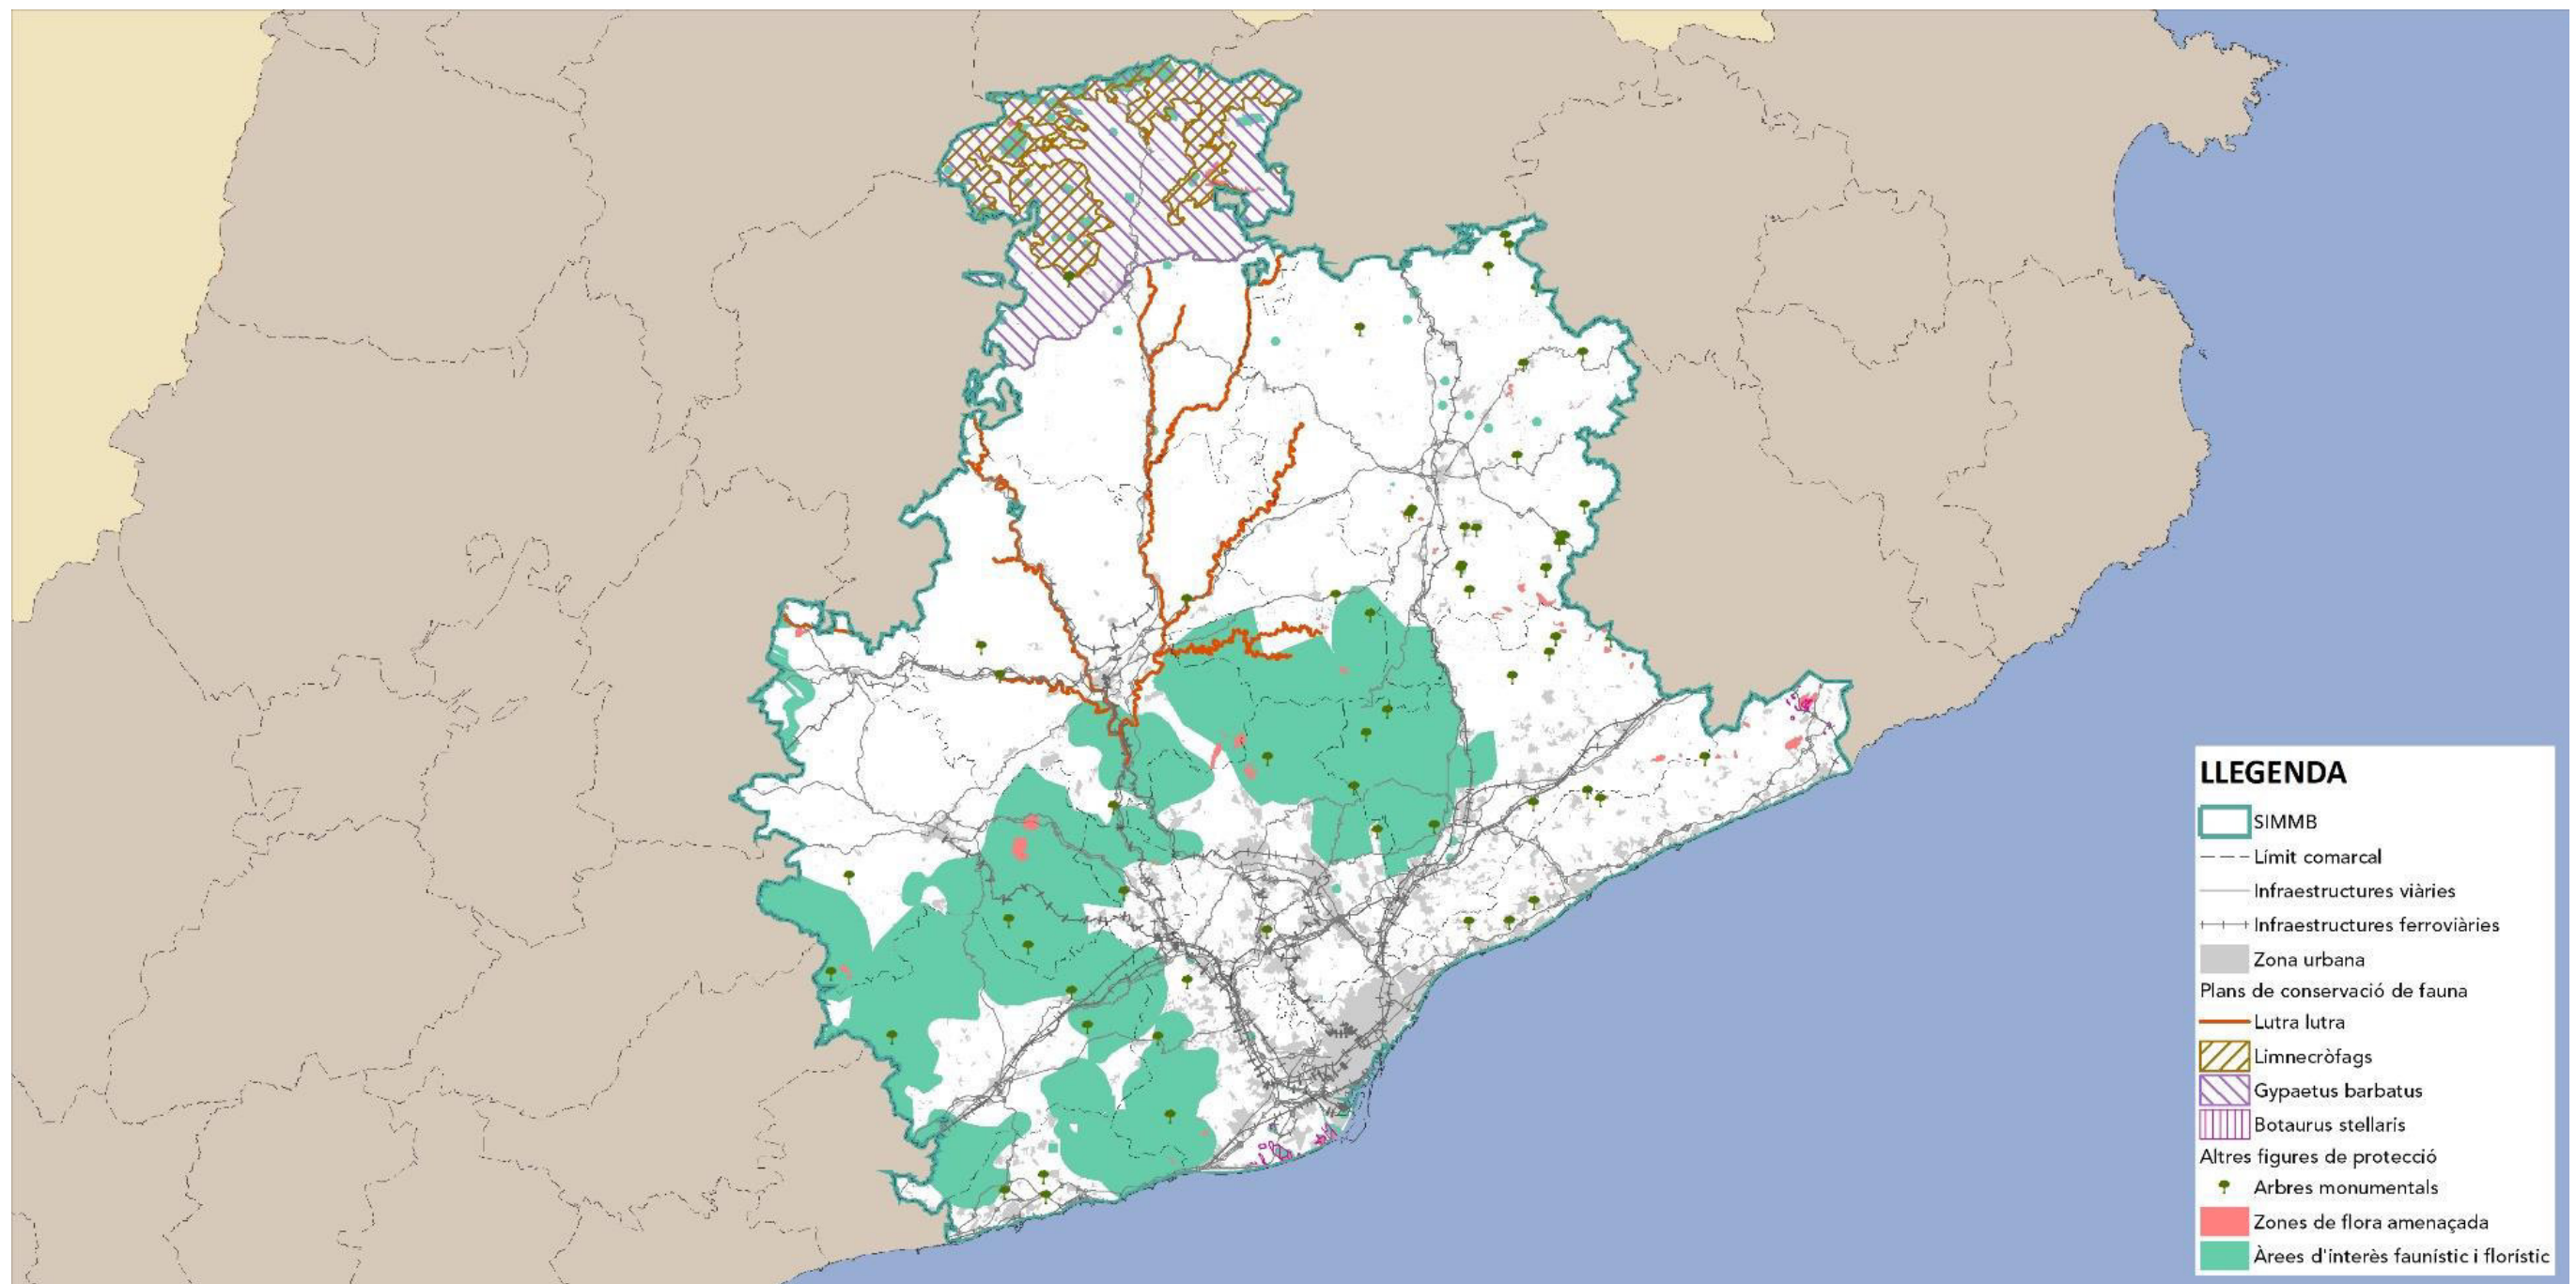 LLEGENDA
SIMMB
Límit comarcal
Infraestructures viàries
Infraestructures ferroviàries
Zona urbana
Plans de conservació de fauna
Lutra lutra
Limnecròfags
Gypaetus barbatus
Botaurus stellaris
Altres figures de protecció
Arbres monumentals
Zones de flora amenaçada
Àrees d'interès faunístic i florístic